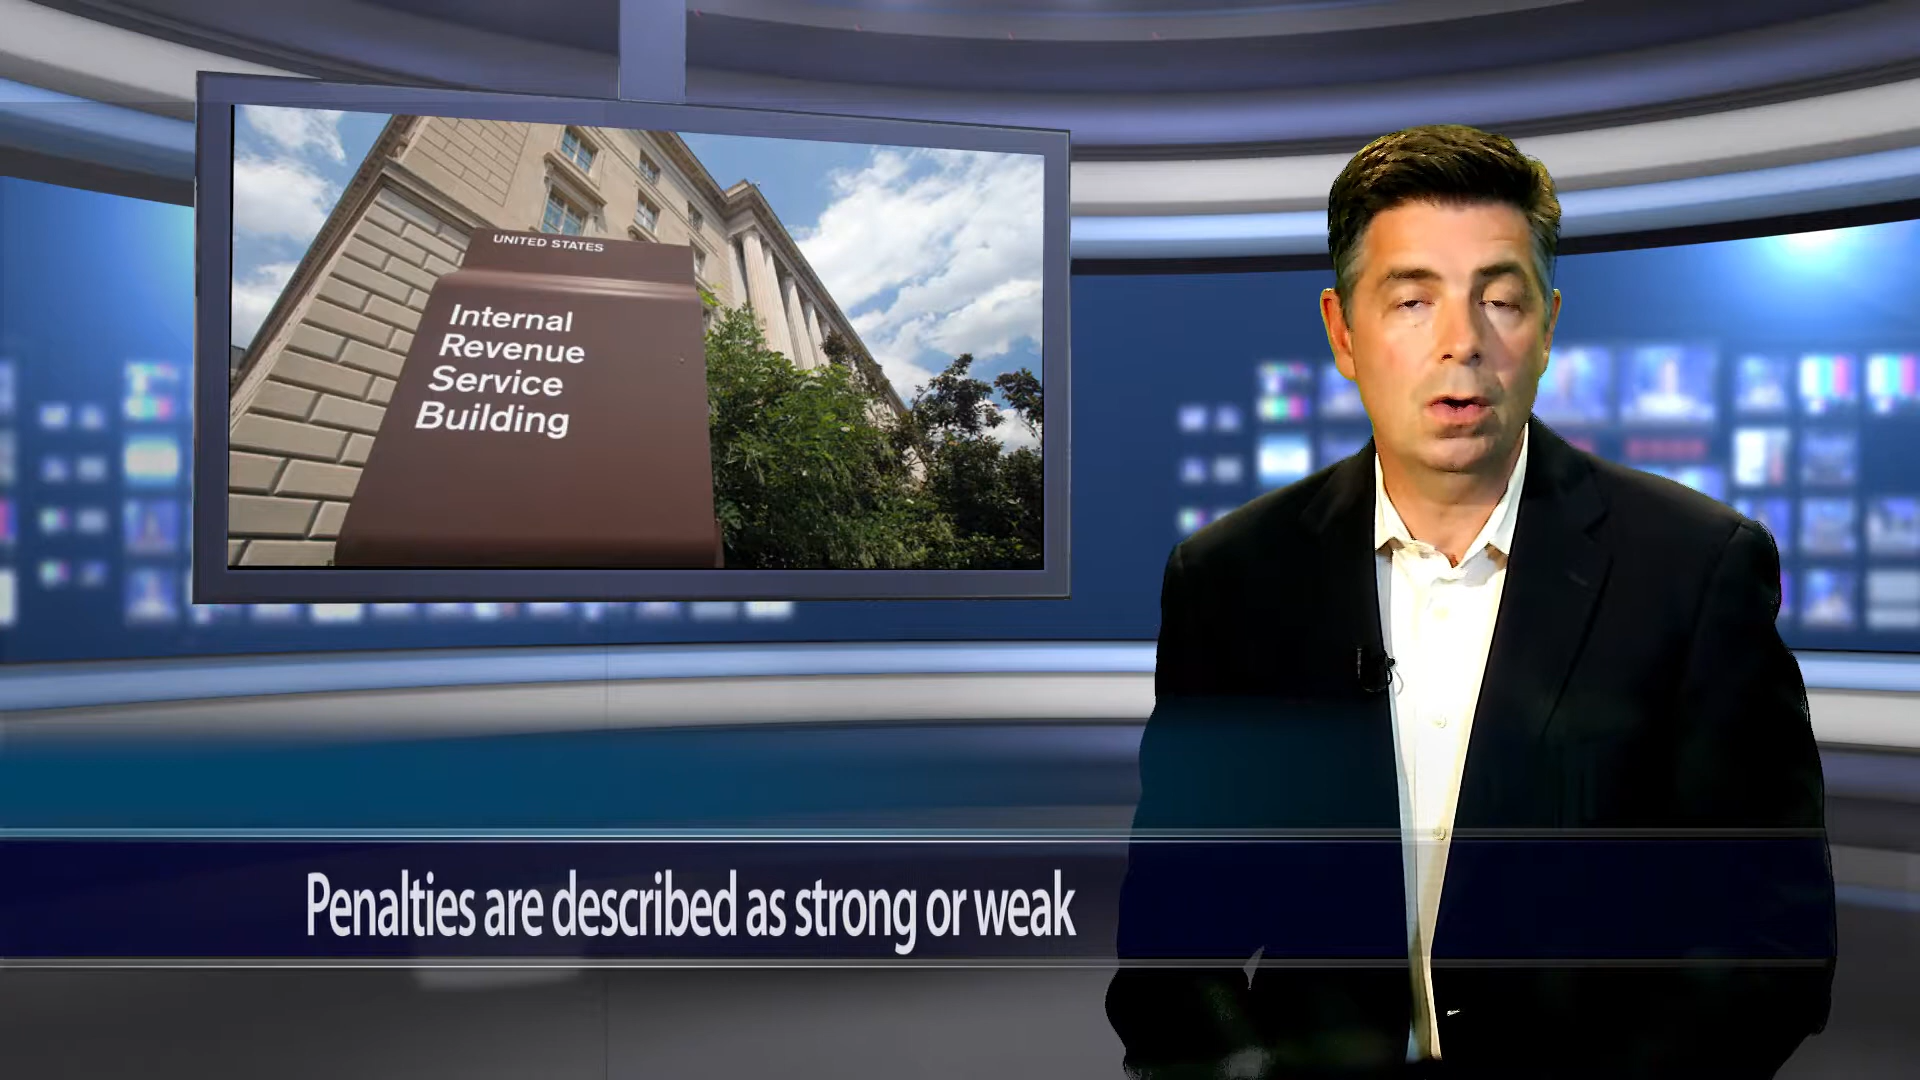 UNITED STATES
Internal
Revenue
Service
Building
Penalties are described as strong or weak